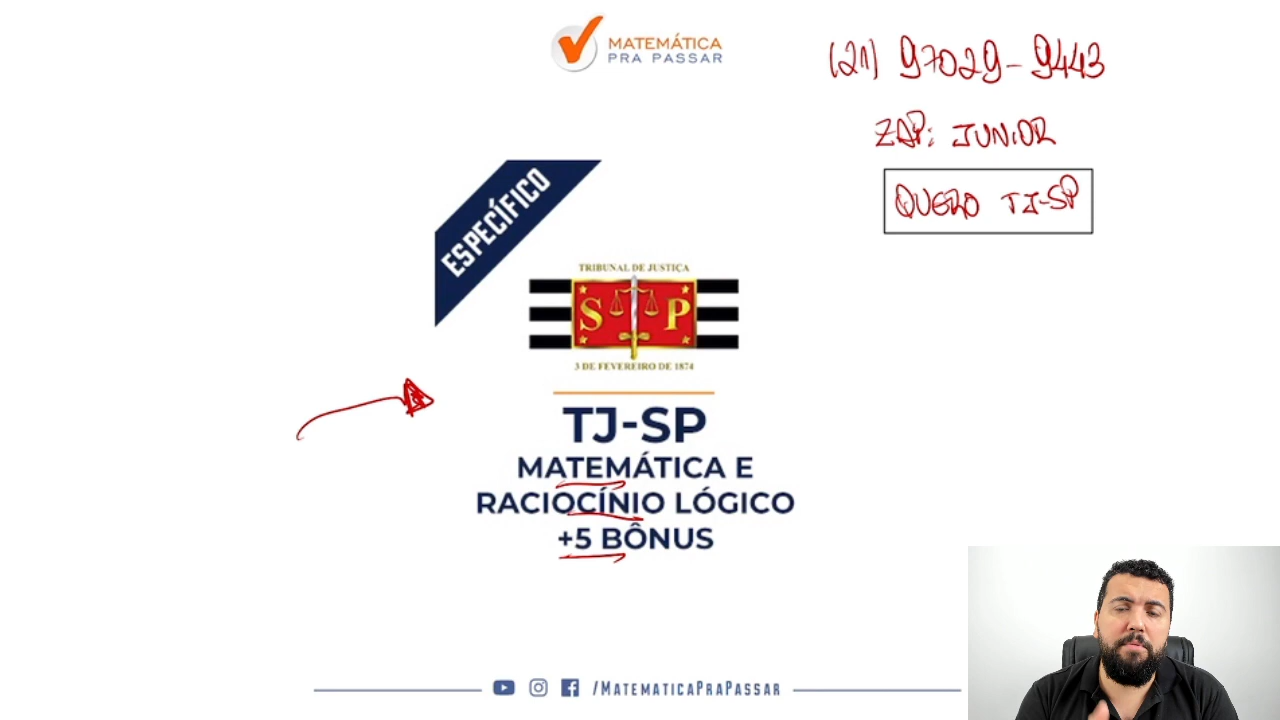 MATEMÁTICA
PRA PASSAR
(21) 97029-9443
ZAP: JUNIOR
QUERO TJ-SP
ESPECÍFICO
TRIBUNAL DE JUSTIÇA
S P
3 DE FEVEREIRO DE 1874
TJ-SP
MATEMÁTICA E
RACIOCÍNIO LÓGICO
+5 BÔNUS
/MATEMATICAPRAPASSAR